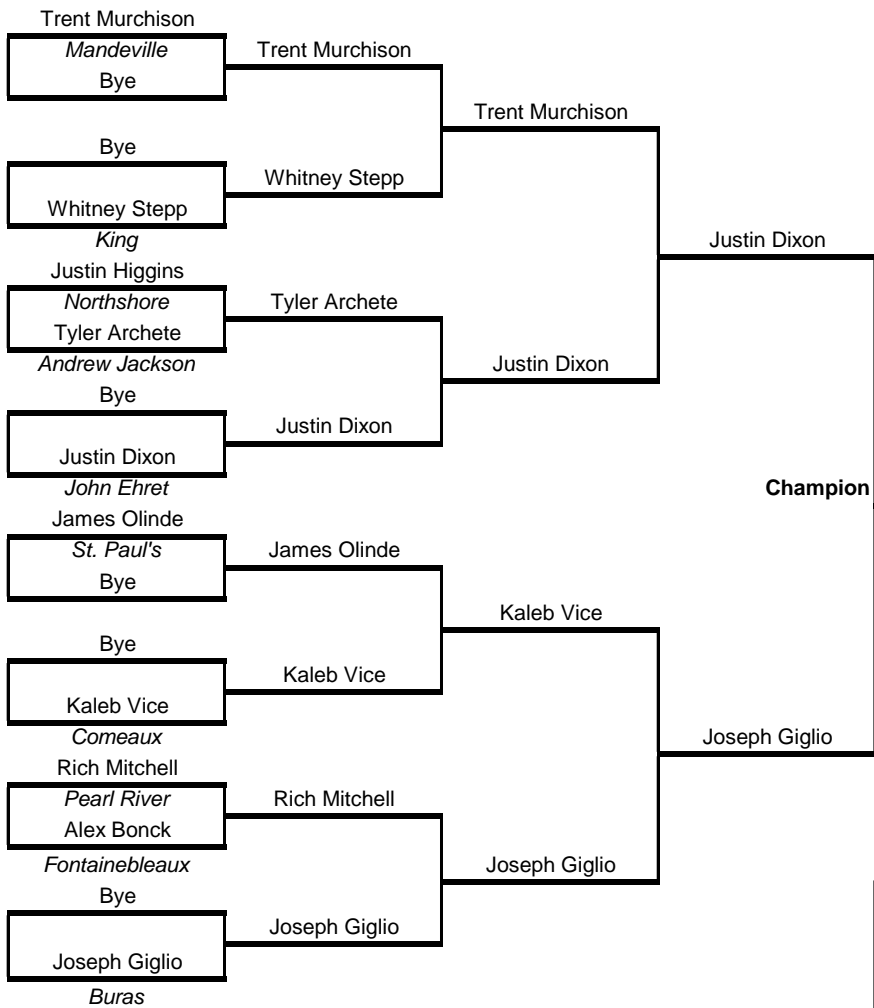 Trent Murchison
Mandeville
Bye
Trent Murchison
Trent Murchison
Bye
Whitney Stepp
Whitney Stepp
King
Justin Dixon
Justin Higgins
Northshore
Tyler Archete
Tyler Archete
Andrew Jackson
Justin Dixon
Bye
Justin Dixon
Justin Dixon
John Ehret
Champion
James Olinde
St. Paul's
James Olinde
Bye
Kaleb Vice
Bye
Kaleb Vice
Kaleb Vice
Comeaux
Joseph Giglio
Rich Mitchell
Pearl River
Rich Mitchell
Alex Bonck
Fontainebleaux
Joseph Giglio
Bye
Joseph Giglio
Joseph Giglio
Buras